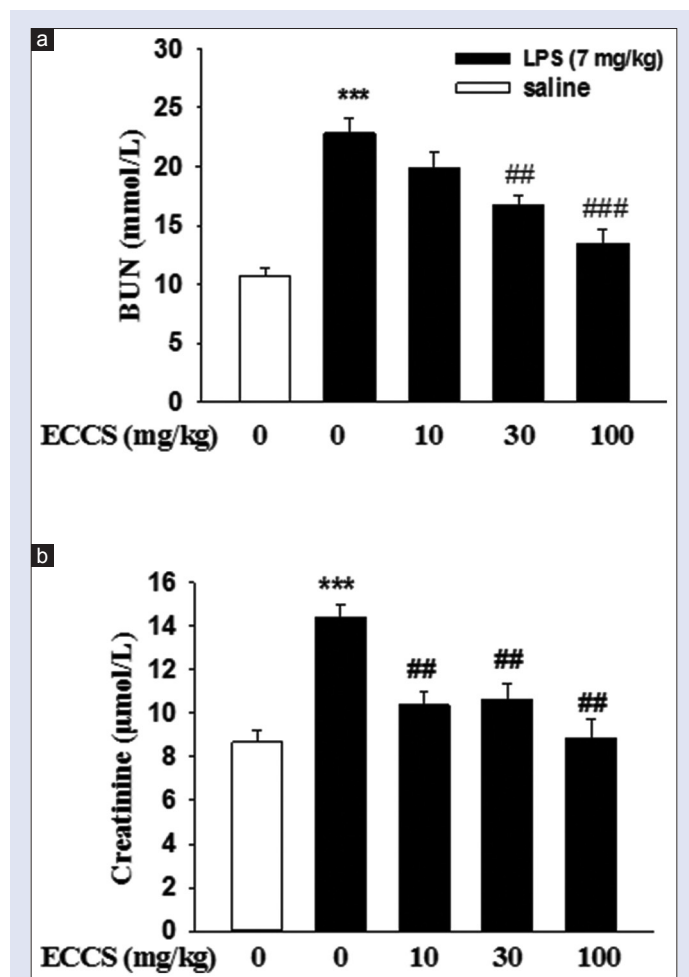 a
30
LPS (7 mg/kg)
saline
***
25
20
##
###
15
10
5
0
BUN (mmol/L)
ECCS (mg/kg) 0 0 10 30 100
b
16
***
14
12
##
##
##
10
8
6
4
2
0
Creatinine (µmol/L)
ECCS (mg/kg) 0 0 10 30 100